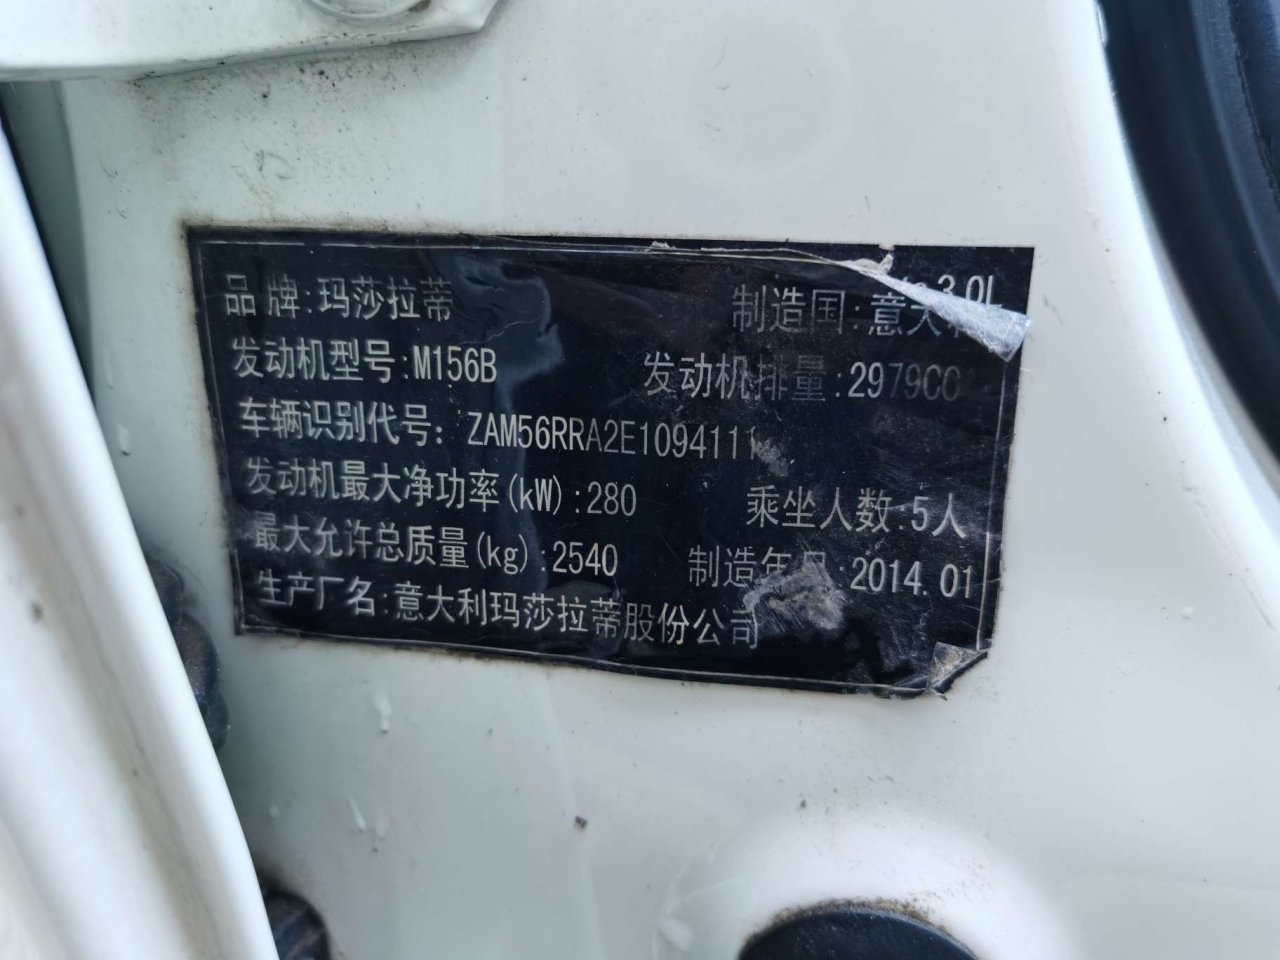 3.0L
品牌:玛莎拉蒂 制造国:意大
发动机型号:M156B 发动机排量:2979CC
车辆识别代号: ZAM56RRA2E1094111
发动机最大净功率(kW):280 乘坐人数:5人
最大允许总质量(kg):2540 制造年月:2014.01
生产厂名:意大利玛莎拉蒂股份公司